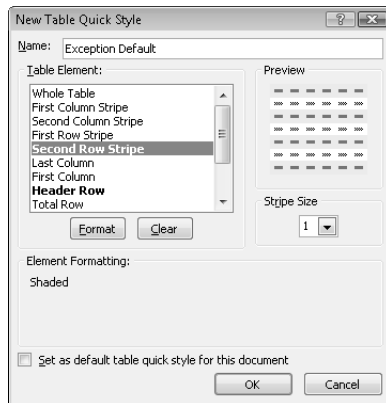 New Table Quick Style
Name: Exception Default
Table Element:
Whole Table
First Column Stripe
Second Column Stripe
First Row Stripe
Second Row Stripe
Last Column
First Column
Header Row
Total Row
Format Clear
Preview
Stripe Size
1
Element Formatting:
Shaded
Set as default table quick style for this document
OK Cancel